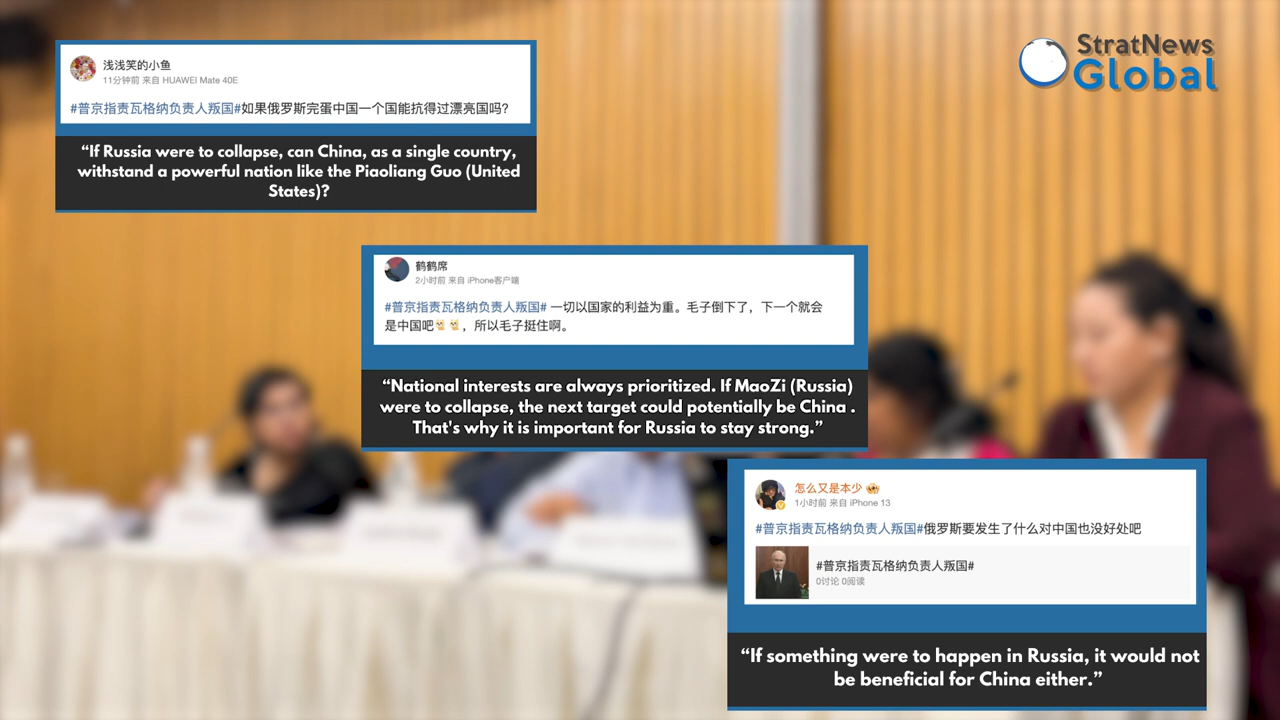 StratNews
Global
浅浅笑的小鱼
11分钟前 来自 HUAWEI Mate 40E
#普京指责瓦格纳负责人叛国#如果俄罗斯完蛋中国一个国能抗得过漂亮国吗?
“If Russia were to collapse, can China, as a single country,
withstand a powerful nation like the Piaoliang Guo (United
States)?
鹤鹤席
2小时前 来自 iPhone客户端
#普京指责瓦格纳负责人叛国# 一切以国家的利益为重。毛子倒下了，下一个就会
是中国吧，所以毛子挺住啊。
“National interests are always prioritized. If MaoZi (Russia)
were to collapse, the next target could potentially be China .
That's why it is important for Russia to stay strong.”
怎么又是本少
1小时前 来自 iPhone 13
#普京指责瓦格纳负责人叛国#俄罗斯要发生了什么对中国也没好处吧
#普京指责瓦格纳负责人叛国#
0讨论 0阅读
“If something were to happen in Russia, it would not
be beneficial for China either.”